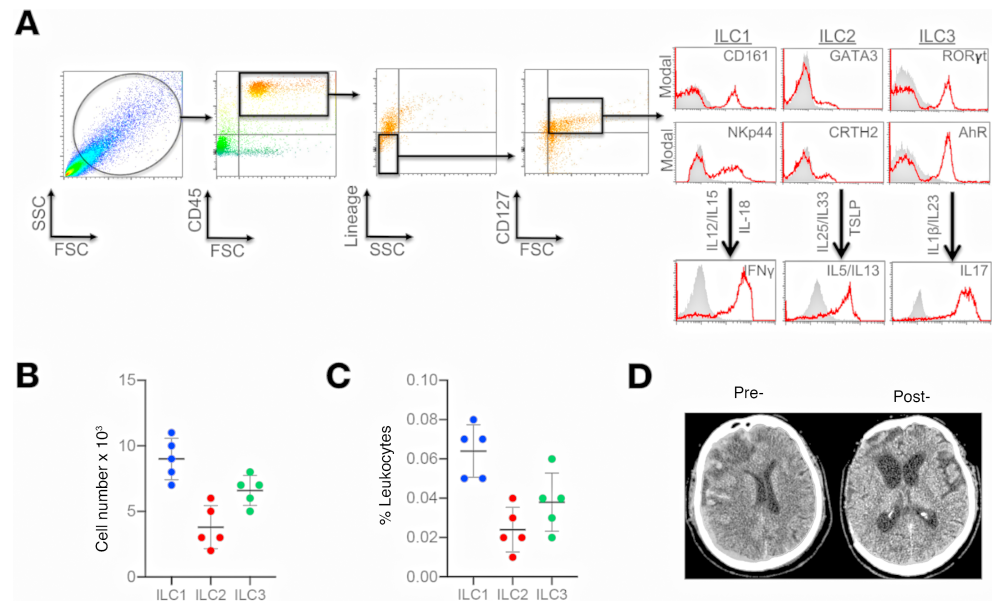 A
ILC1 ILC2 ILC3
CD161 GATA3 RORγt
Modal
NKp44 CRTH2 AhR
Modal
SSC
FSC
CD45
FSC
Lineage
SSC
CD127
FSC
IL12/IL15
IL-18
IL25/IL33
TSLP
IL1β/IL23
IFNγ IL5/IL13 IL17
B
Cell number x 10³
15
10
5
0
ILC1 ILC2 ILC3
C
% Leukocytes
0.10
0.08
0.06
0.04
0.02
0.00
ILC1 ILC2 ILC3
D
Pre- Post-